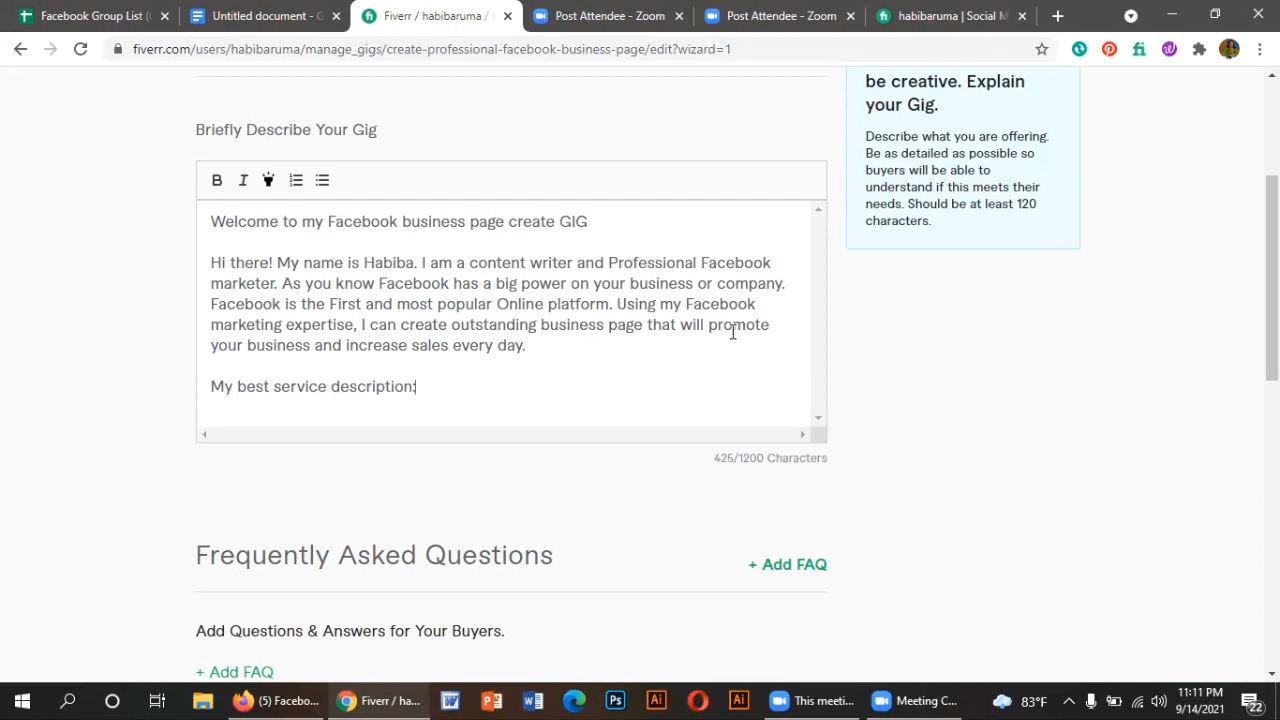 Facebook Group List (
Untitled document - G
Fiverr / habibaruma /
Post Attendee - Zoom
Post Attendee - Zoom
habibaruma | Social M
fiverr.com/users/habibaruma/manage_gigs/create-professional-facebook-business-page/edit?wizard=1
be creative. Explain
your Gig.
Describe what you are offering.
Be as detailed as possible so
buyers will be able to
understand if this meets their
needs. Should be at least 120
characters.
Briefly Describe Your Gig
B I
Welcome to my Facebook business page create GIG
Hi there! My name is Habiba. I am a content writer and Professional Facebook
marketer. As you know Facebook has a big power on your business or company.
Facebook is the First and most popular Online platform. Using my Facebook
marketing expertise, I can create outstanding business page that will promote
your business and increase sales every day.
My best service description:
425/1200 Characters
Frequently Asked Questions
+ Add FAQ
Add Questions & Answers for Your Buyers.
+ Add FAQ
(5) Facebo...
Fiverr / ha...
Ps
Ai
Ai
This meeti...
Meeting C...
83°F
11:11 PM
9/14/2021
22